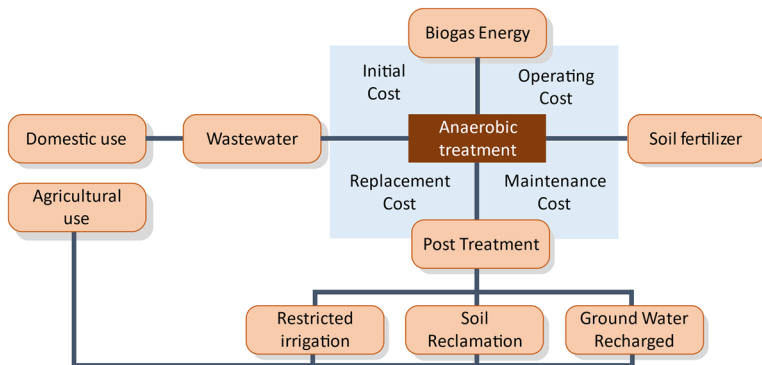 Biogas Energy
Initial
Cost
Operating
Cost
Domestic use
Wastewater
Anaerobic
treatment
Soil fertilizer
Agricultural
use
Replacement
Cost
Maintenance
Cost
Post Treatment
Restricted
irrigation
Soil
Reclamation
Ground Water
Recharged